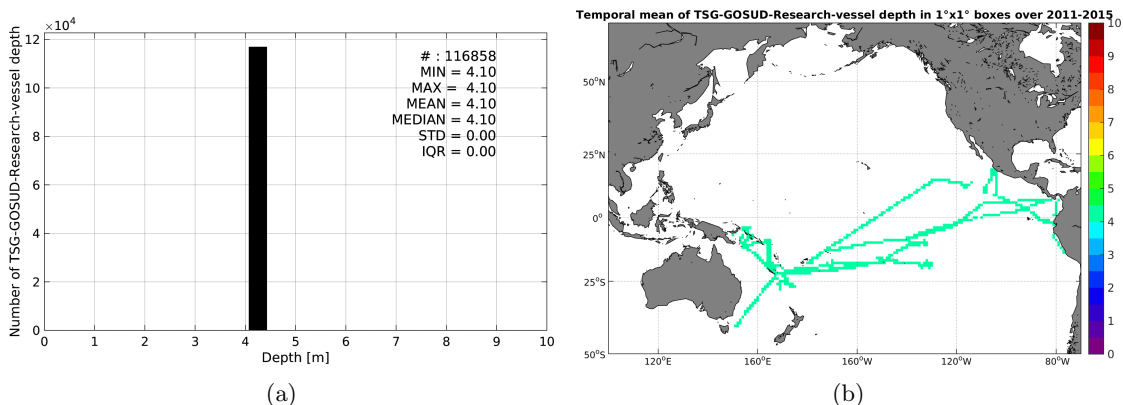 ×10⁴
12
10
8
6
4
2
0
Number of TSG-GOSUD-Research-vessel depth
# : 116858
MIN = 4.10
MAX = 4.10
MEAN = 4.10
MEDIAN = 4.10
STD = 0.00
IQR = 0.00
0 1 2 3 4 5 6 7 8 9 10
Depth [m]
(a)
Temporal mean of TSG-GOSUD-Research-vessel depth in 1°x1° boxes over 2011-2015
50°N
25°N
0°
25°S
50°S
120°E 160°E 160°W 120°W 80°W
10
9
8
7
6
5
4
3
2
1
0
(b)